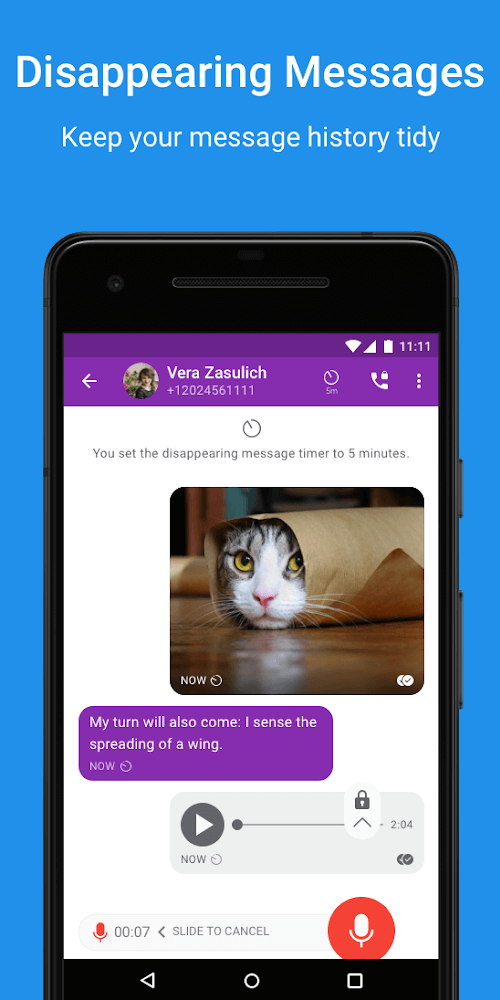 Disappearing Messages
Keep your message history tidy
11:11
Vera Zasulich
+12024561111
5m
You set the disappearing message timer to 5 minutes.
NOW
My turn will also come: I sense the
spreading of a wing.
NOW
2:04
NOW
00:07 < SLIDE TO CANCEL